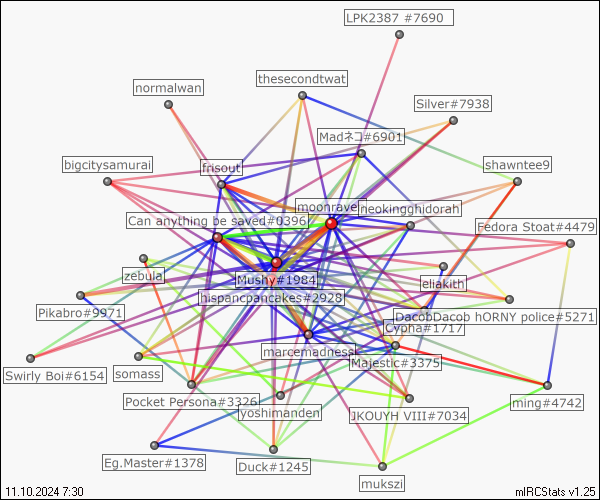 LPK2387 #7690
thesecondtwat
normalwan
Silver#7938
Madネコ#6901
bigcitysamurai
frisout
shawntee9
moonravel
neokingghidorah
Can anything be saved#0396
Fedora Stoat#4479
zebula
Mushy#1984
eliakith
hispancpancakes#2928
Pikabro#9971
DacobDacob hORNY police#5271
Cypha#1717
marcemadness
Majestic#3375
Swirly Boi#6154
somass
Pocket Persona#3326
yoshimanden
JKOUYH VIII#7034
ming#4742
Eg.Master#1378
Duck#1245
mukszi
11.10.2024 7:30
mIRCStats v1.25